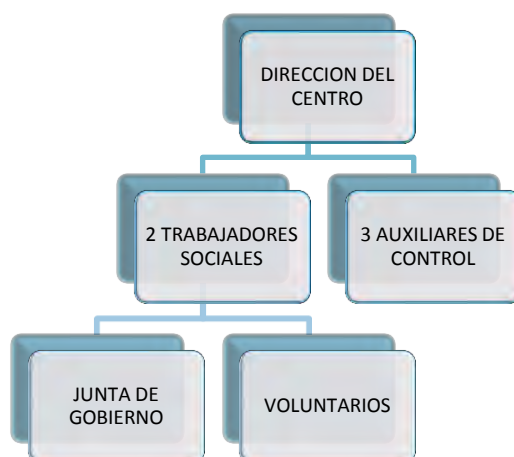 DIRECCION DEL
CENTRO
2 TRABAJADORES
SOCIALES
3 AUXILIARES DE
CONTROL
JUNTA DE
GOBIERNO
VOLUNTARIOS